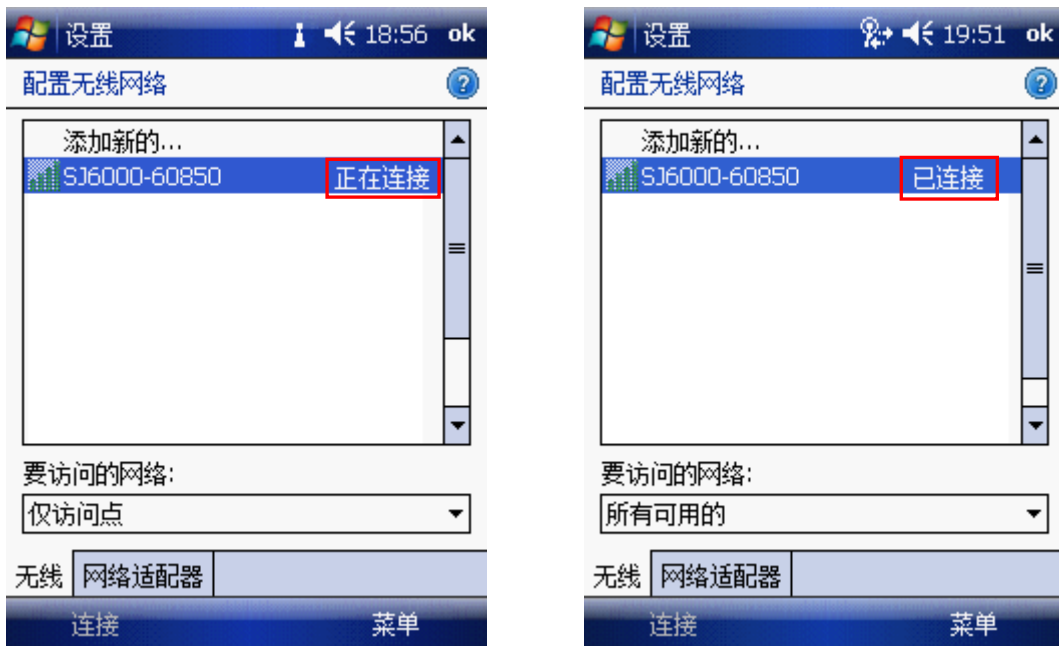 设置 18:56 ok
配置无线网络
添加新的...
SJ6000-60850 正在连接
要访问的网络:
仅访问点
无线 网络适配器
连接 菜单
设置 19:51 ok
配置无线网络
添加新的...
SJ6000-60850 已连接
要访问的网络:
所有可用的
无线 网络适配器
连接 菜单